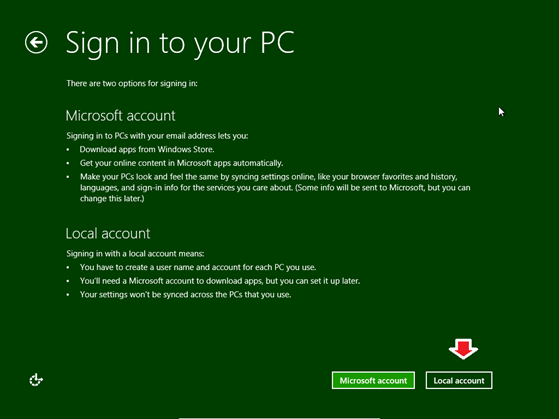 Sign in to your PC
There are two options for signing in:
Microsoft account
Signing in to PCs with your email address lets you:
• Download apps from Windows Store.
• Get your online content in Microsoft apps automatically.
• Make your PCs look and feel the same by syncing settings online, like your browser favorites and history,
languages, and sign-in info for the services you care about. (Some info will be sent to Microsoft, but you can
change this later.)
Local account
Signing in with a local account means:
• You have to create a user name and account for each PC you use.
• You'll need a Microsoft account to download apps, but you can set it up later.
• Your settings won't be synced across the PCs that you use.
Microsoft account Local account